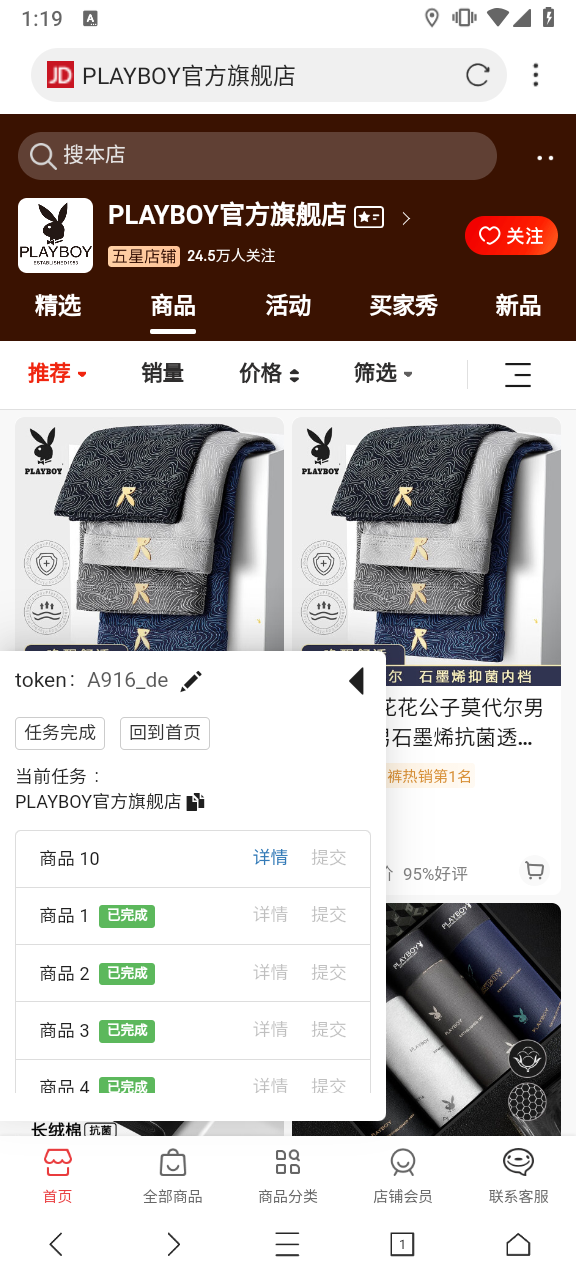 1:19
A
JD PLAYBOY官方旗舰店
搜本店
PLAYBOY
ESTABLISHED1953
PLAYBOY官方旗舰店
五星店铺 24.5万人关注
关注
精选 商品 活动 买家秀 新品
推荐 销量 价格 筛选
PLAYBOY
PLAYBOY
石墨烯抑菌内档
token： A916_de
任务完成 回到首页
当前任务：
PLAYBOY官方旗舰店
花花公子莫代尔男
男石墨烯抗菌透...
裤热销第1名
95%好评
商品 10 详情 提交
商品 1 已完成 详情 提交
商品 2 已完成 详情 提交
商品 3 已完成 详情 提交
商品 4 已完成 详情 提交
PLAYBOY
PLAYBOY
PLAYBOY
长绒棉 抗菌
首页 全部商品 商品分类 店铺会员 联系客服
1